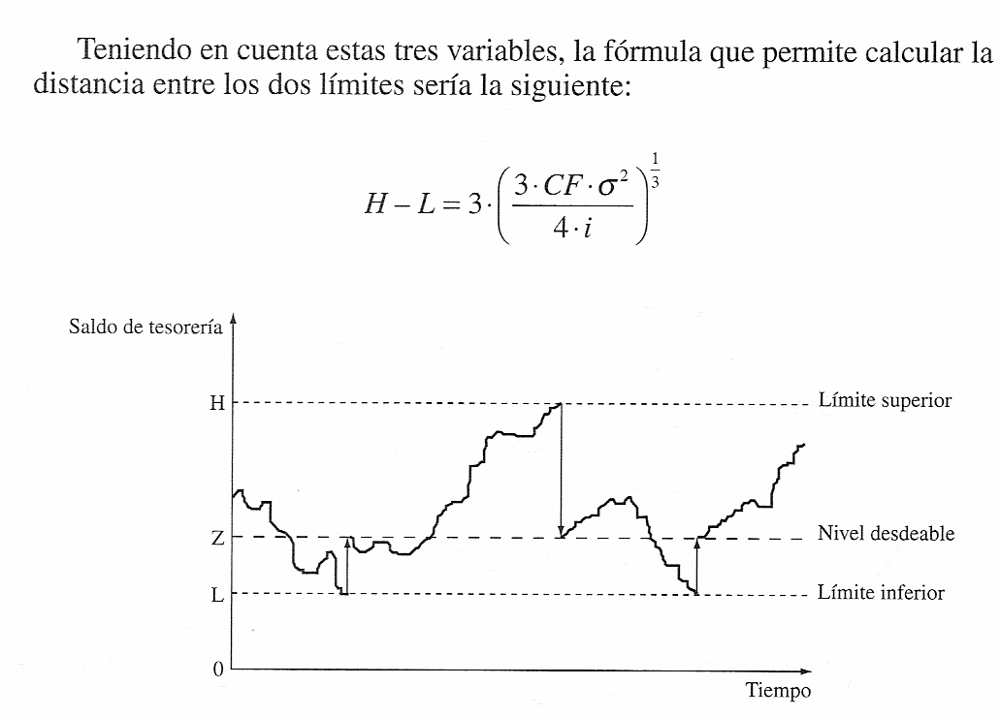 Teniendo en cuenta estas tres variables, la fórmula que permite calcular la
distancia entre los dos límites sería la siguiente:
H – L = 3 · ( 3 · CF · σ² / 4 · i )^(1/3)
Saldo de tesorería
H
Límite superior
Z
Nivel desdeable
L
Límite inferior
0
Tiempo